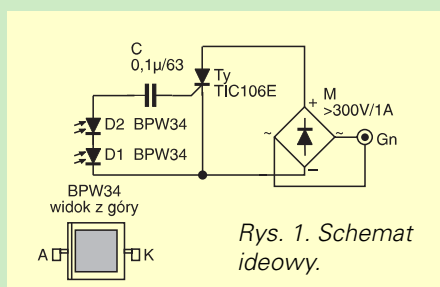 C
0,1µ/63
Ty
TIC106E
M
>300V/1A
+
~
~
−
Gn
D2 BPW34
D1 BPW34
BPW34
widok z góry
A
K
Rys. 1. Schemat
ideowy.